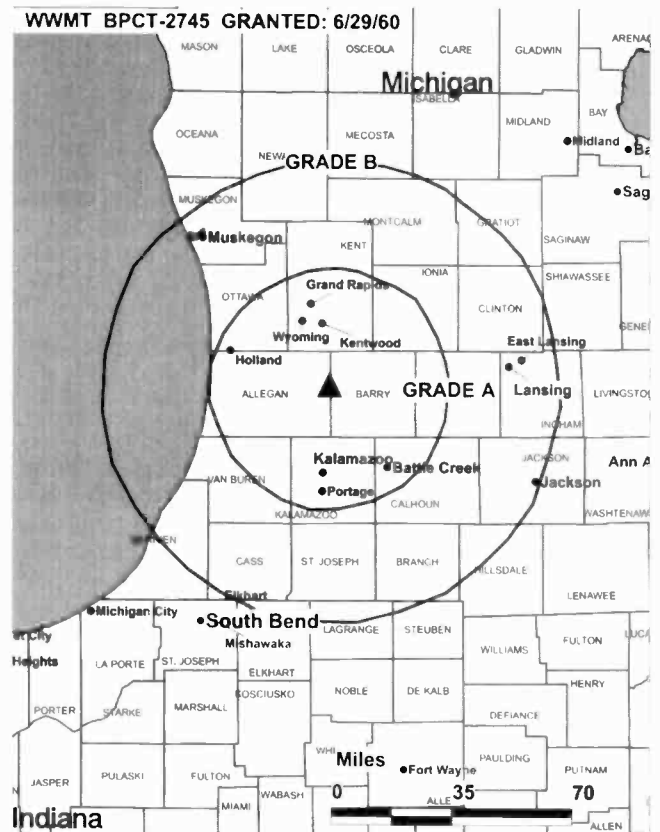 WWMT BPCT-2745 GRANTED: 6/29/60
MASON LAKE OSCEOLA CLARE GLADWIN
Michigan
ISABELLA
OCEANA MECOSTA MIDLAND BAY
Midland
GRADE B
MUSKEGON
MONTCALM GRATIOT
Muskegon
KENT SAGINAW
IONIA SHIAWASSEE
OTTAWA Grand Rapids
CLINTON
Wyoming Kentwood East Lansing
Holland
ALLEGAN BARRY GRADE A Lansing
INGHAM
Kalamazoo JACKSON
VAN BUREN Battle Creek
Portage CALHOUN Jackson
KALAMAZOO
CASS ST JOSEPH BRANCH HILLSDALE
Elkhart LENAWEE
Michigan City South Bend
LAGRANGE STEUBEN
Mishawaka FULTON
Heights LA PORTE ST. JOSEPH WILLIAMS
ELKHART
KOSCIUSKO NOBLE DE KALB HENRY
PORTER STARKE MARSHALL
DEFIANCE
Miles Fort Wayne PAULDING
JASPER PULASKI FULTON PUTNAM
WABASH
0 35 70
MIAMI
Indiana ALLEN